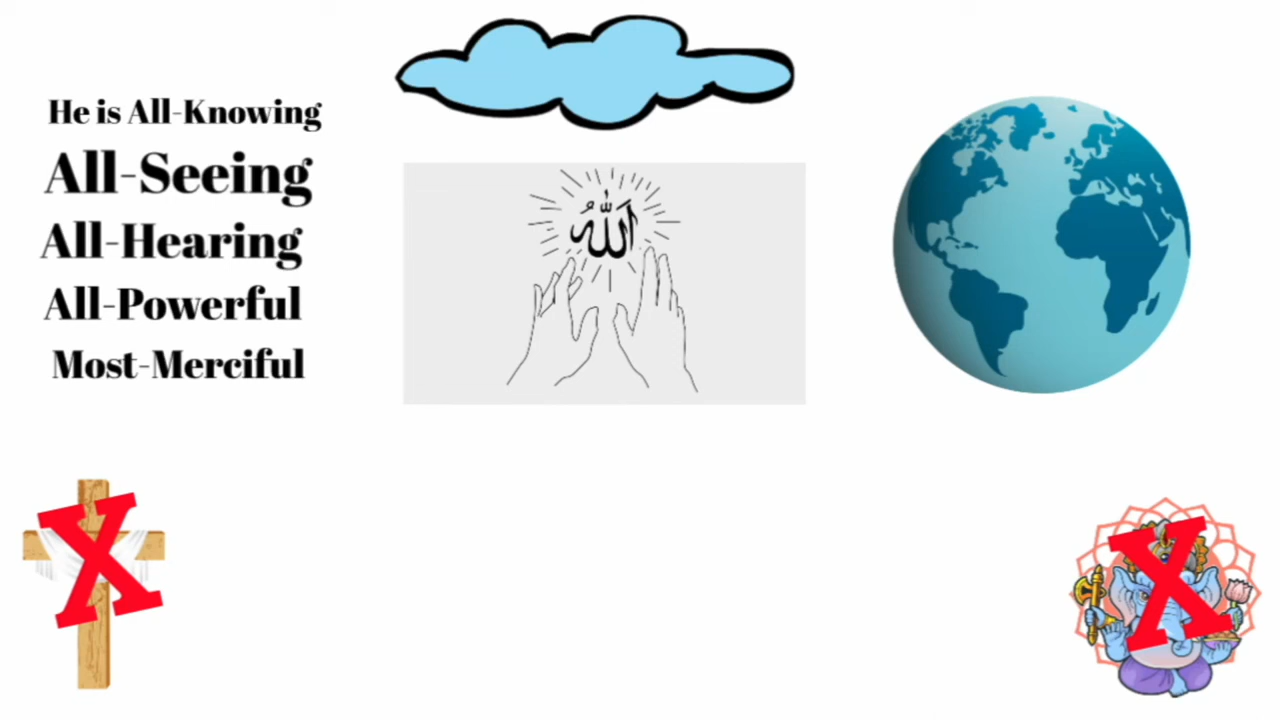 He is All-Knowing
All-Seeing
All-Hearing
All-Powerful
Most-Merciful
الله
X
X